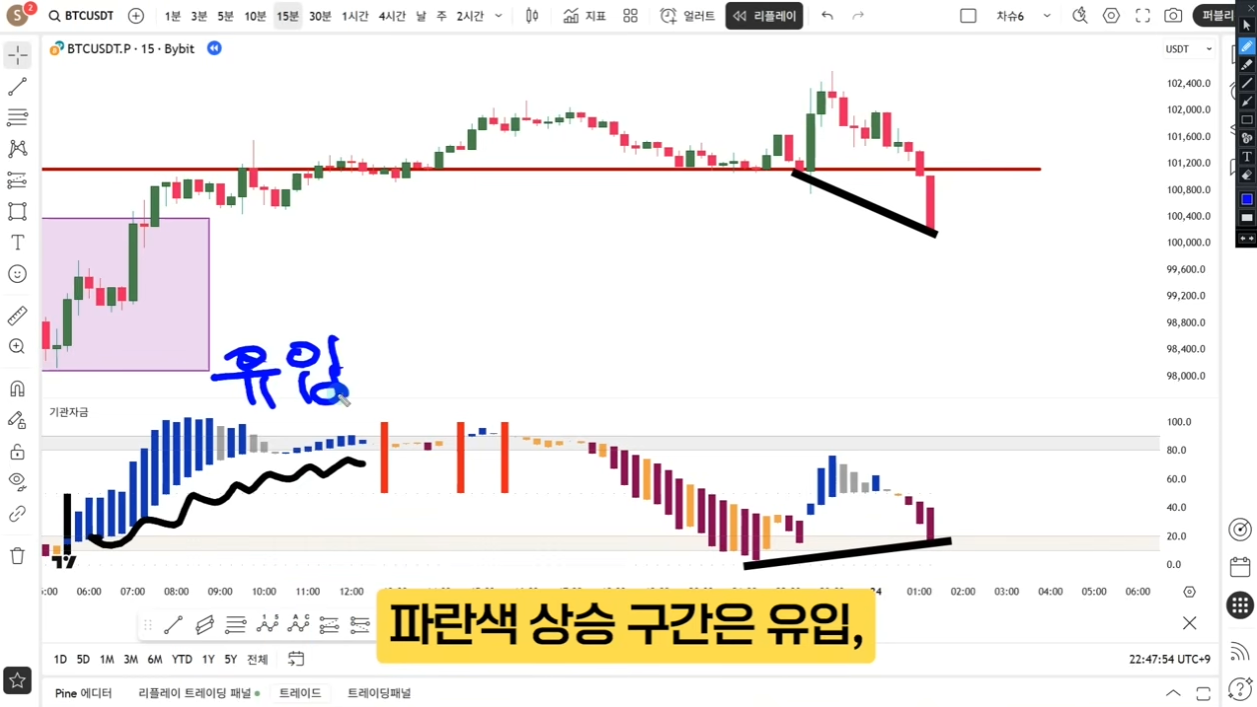 S 2 BTCUSDT 1분 3분 5분 10분 15분 30분 1시간 4시간 날 주 2시간 지표 얼러트 리플레이 차슈6 퍼블리
BTCUSDT.P · 15 · Bybit
USDT
102,400.0
102,000.0
101,600.0
101,200.0
100,800.0
100,400.0
100,000.0
99,600.0
99,200.0
98,800.0
98,400.0
98,000.0
유입
기관자금
100.0
80.0
60.0
40.0
20.0
0.0
06:00 07:00 08:00 09:00 10:00 11:00 12:00 01:00 02:00 03:00 04:00 05:00 06:00
파란색 상승 구간은 유입,
1D 5D 1M 3M 6M YTD 1Y 5Y 전체
22:47:54 UTC+9
Pine 에디터 리플레이 트레이딩 패널 트레이드 트레이딩패널